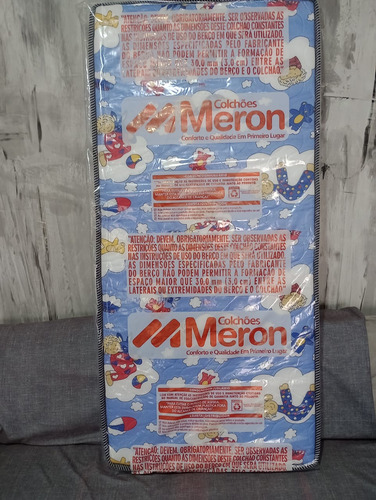 "ATENÇÃO: DEVEM, OBRIGATORIAMENTE, SER OBSERVADAS AS
RESTRIÇÕES QUANTO AS DIMENSÕES DESTE COLCHÃO CONSTANTES
NAS INSTRUÇÕES DE USO DO BERÇO EM QUE SERÁ UTILIZADO.
AS DIMENSÕES ESPECIFICADAS PELO FABRICANTE
DO BERÇO NÃO PODEM PERMITIR A FORMAÇÃO DE
ESPAÇO MAIOR QUE 30,0 mm (3,0 cm) ENTRE AS
LATERAIS OU EXTREMIDADES DO BERÇO E O COLCHÃO"
Colchões
Meron
Conforto e Qualidade Em Primeiro Lugar
"ATENÇÃO: DEVEM, OBRIGATORIAMENTE, SER OBSERVADAS AS
RESTRIÇÕES QUANTO AS DIMENSÕES DESTE COLCHÃO CONSTANTES
NAS INSTRUÇÕES DE USO DO BERÇO EM QUE SERÁ UTILIZADO.
AS DIMENSÕES ESPECIFICADAS PELO FABRICANTE
DO BERÇO NÃO PODEM PERMITIR A FORMAÇÃO DE
ESPAÇO MAIOR QUE 30,0 mm (3,0 cm) ENTRE AS
LATERAIS OU EXTREMIDADES DO BERÇO E O COLCHÃO"
Colchões
Meron
Conforto e Qualidade Em Primeiro Lugar
"ATENÇÃO: DEVEM, OBRIGATORIAMENTE, SER OBSERVADAS AS
RESTRIÇÕES QUANTO AS DIMENSÕES DESTE COLCHÃO CONSTANTES
NAS INSTRUÇÕES DE USO DO BERÇO EM QUE SERÁ UTILIZADO